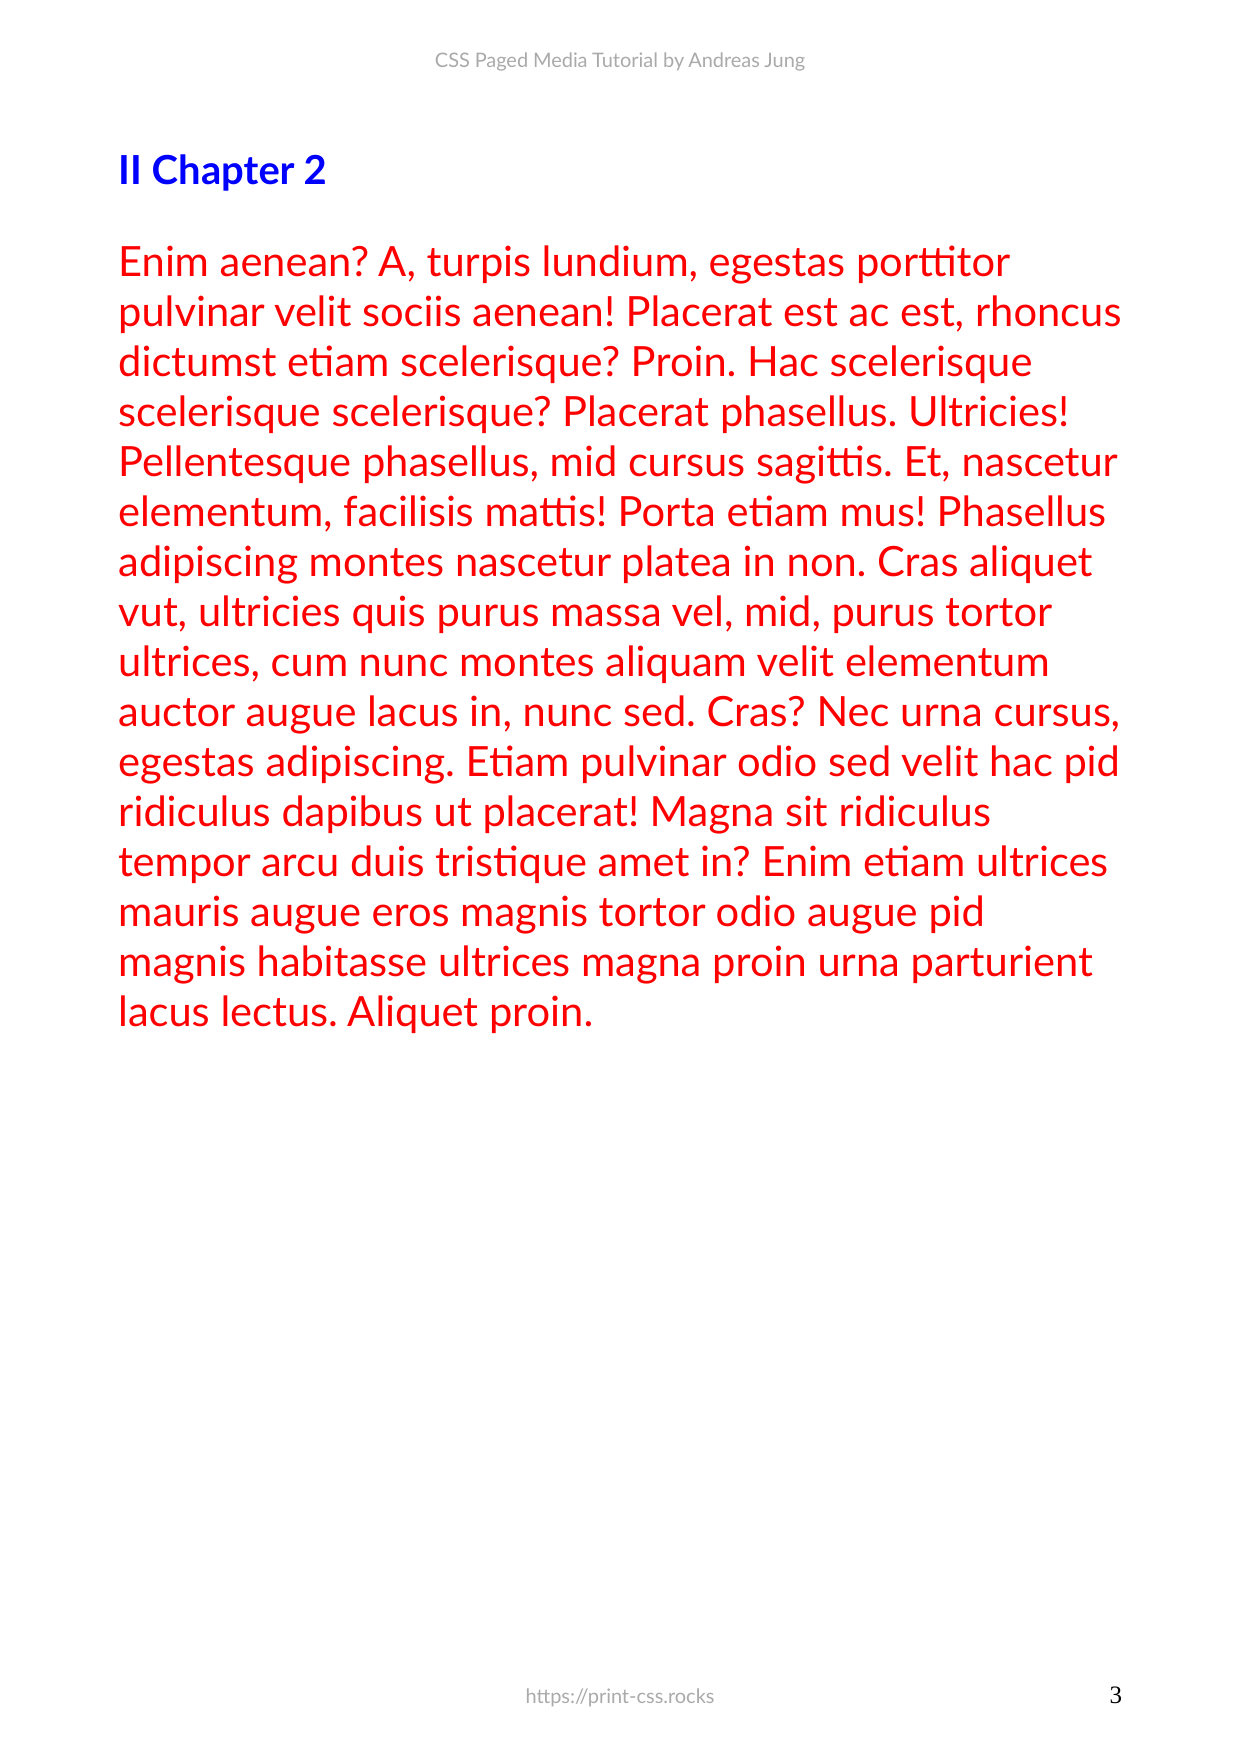 CSS Paged Media Tutorial by Andreas Jung
II Chapter 2
Enim aenean? A, turpis lundium, egestas porttitor
pulvinar velit sociis aenean! Placerat est ac est, rhoncus
dictumst etiam scelerisque? Proin. Hac scelerisque
scelerisque scelerisque? Placerat phasellus. Ultricies!
Pellentesque phasellus, mid cursus sagittis. Et, nascetur
elementum, facilisis mattis! Porta etiam mus! Phasellus
adipiscing montes nascetur platea in non. Cras aliquet
vut, ultricies quis purus massa vel, mid, purus tortor
ultrices, cum nunc montes aliquam velit elementum
auctor augue lacus in, nunc sed. Cras? Nec urna cursus,
egestas adipiscing. Etiam pulvinar odio sed velit hac pid
ridiculus dapibus ut placerat! Magna sit ridiculus
tempor arcu duis tristique amet in? Enim etiam ultrices
mauris augue eros magnis tortor odio augue pid
magnis habitasse ultrices magna proin urna parturient
lacus lectus. Aliquet proin.
https://print-css.rocks
3